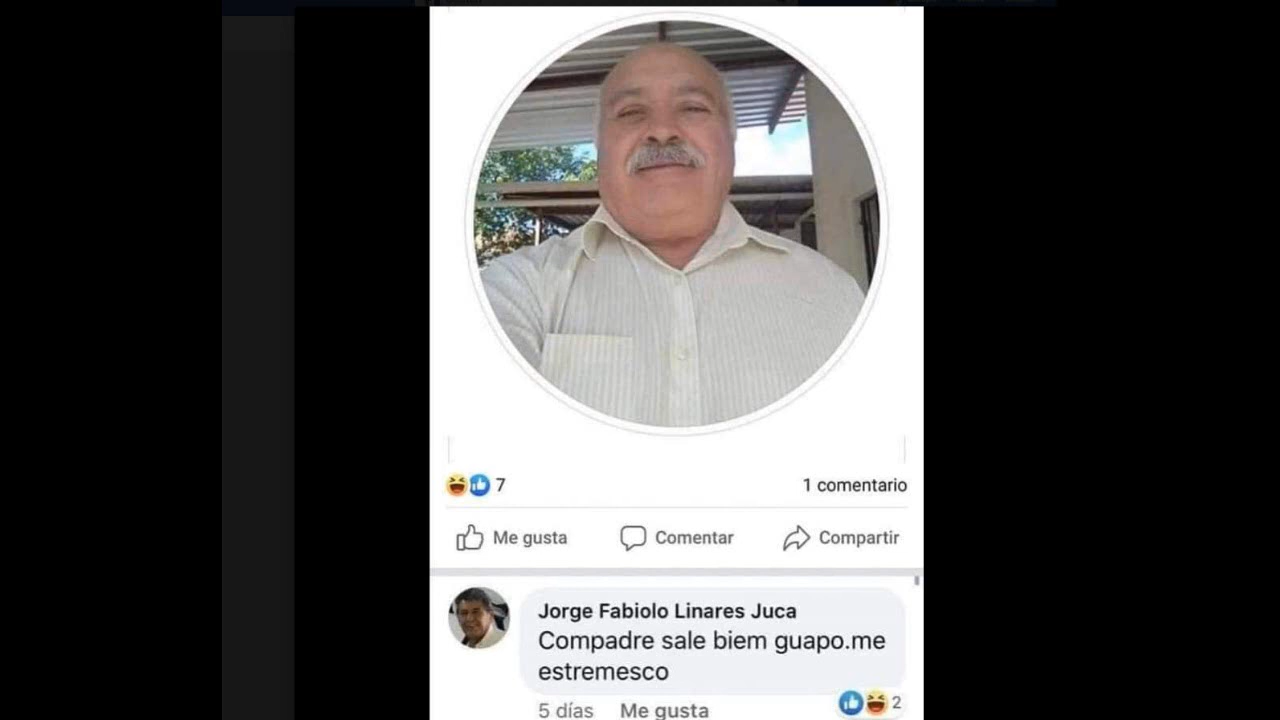 7
1 comentario
Me gusta
Comentar
Compartir
Jorge Fabiolo Linares Juca
Compadre sale biem guapo.me
estremesco
5 días Me gusta
2